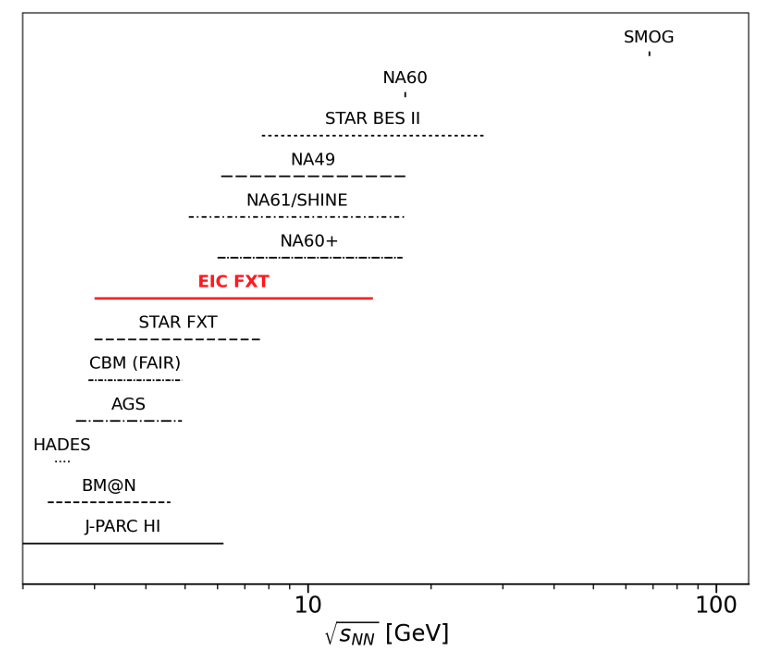 SMOG
NA60
STAR BES II
NA49
NA61/SHINE
NA60+
EIC FXT
STAR FXT
CBM (FAIR)
AGS
HADES
BM@N
J-PARC HI
10 100
√s_NN [GeV]